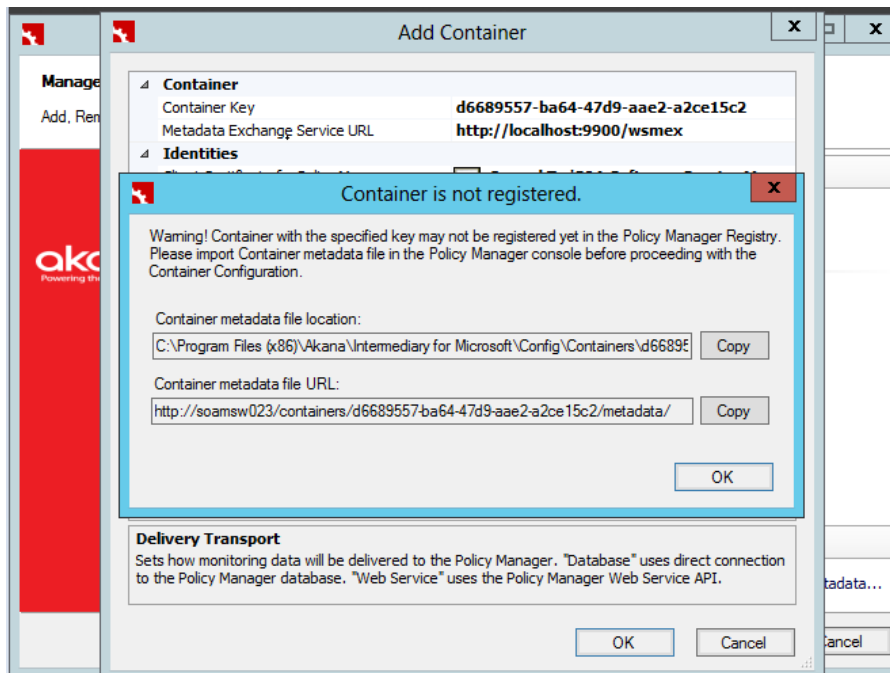 Add Container
X
X
Manage
Add, Rem
Container
Container Key d6689557-ba64-47d9-aae2-a2ce15c2
Metadata Exchange Service URL http://localhost:9900/wsmex
Identities
Container is not registered.
X
Warning! Container with the specified key may not be registered yet in the Policy Manager Registry.
Please import Container metadata file in the Policy Manager console before proceeding with the
Container Configuration.
Container metadata file location:
C:\Program Files (x86)\Akana\Intermediary for Microsoft\Config\Containers\d66895 Copy
Container metadata file URL:
http://soamsw023/containers/d6689557-ba64-47d9-aae2-a2ce15c2/metadata/ Copy
OK
akc
Powering the
Delivery Transport
Sets how monitoring data will be delivered to the Policy Manager. "Database" uses direct connection
to the Policy Manager database. "Web Service" uses the Policy Manager Web Service API.
tadata...
OK Cancel
Cancel